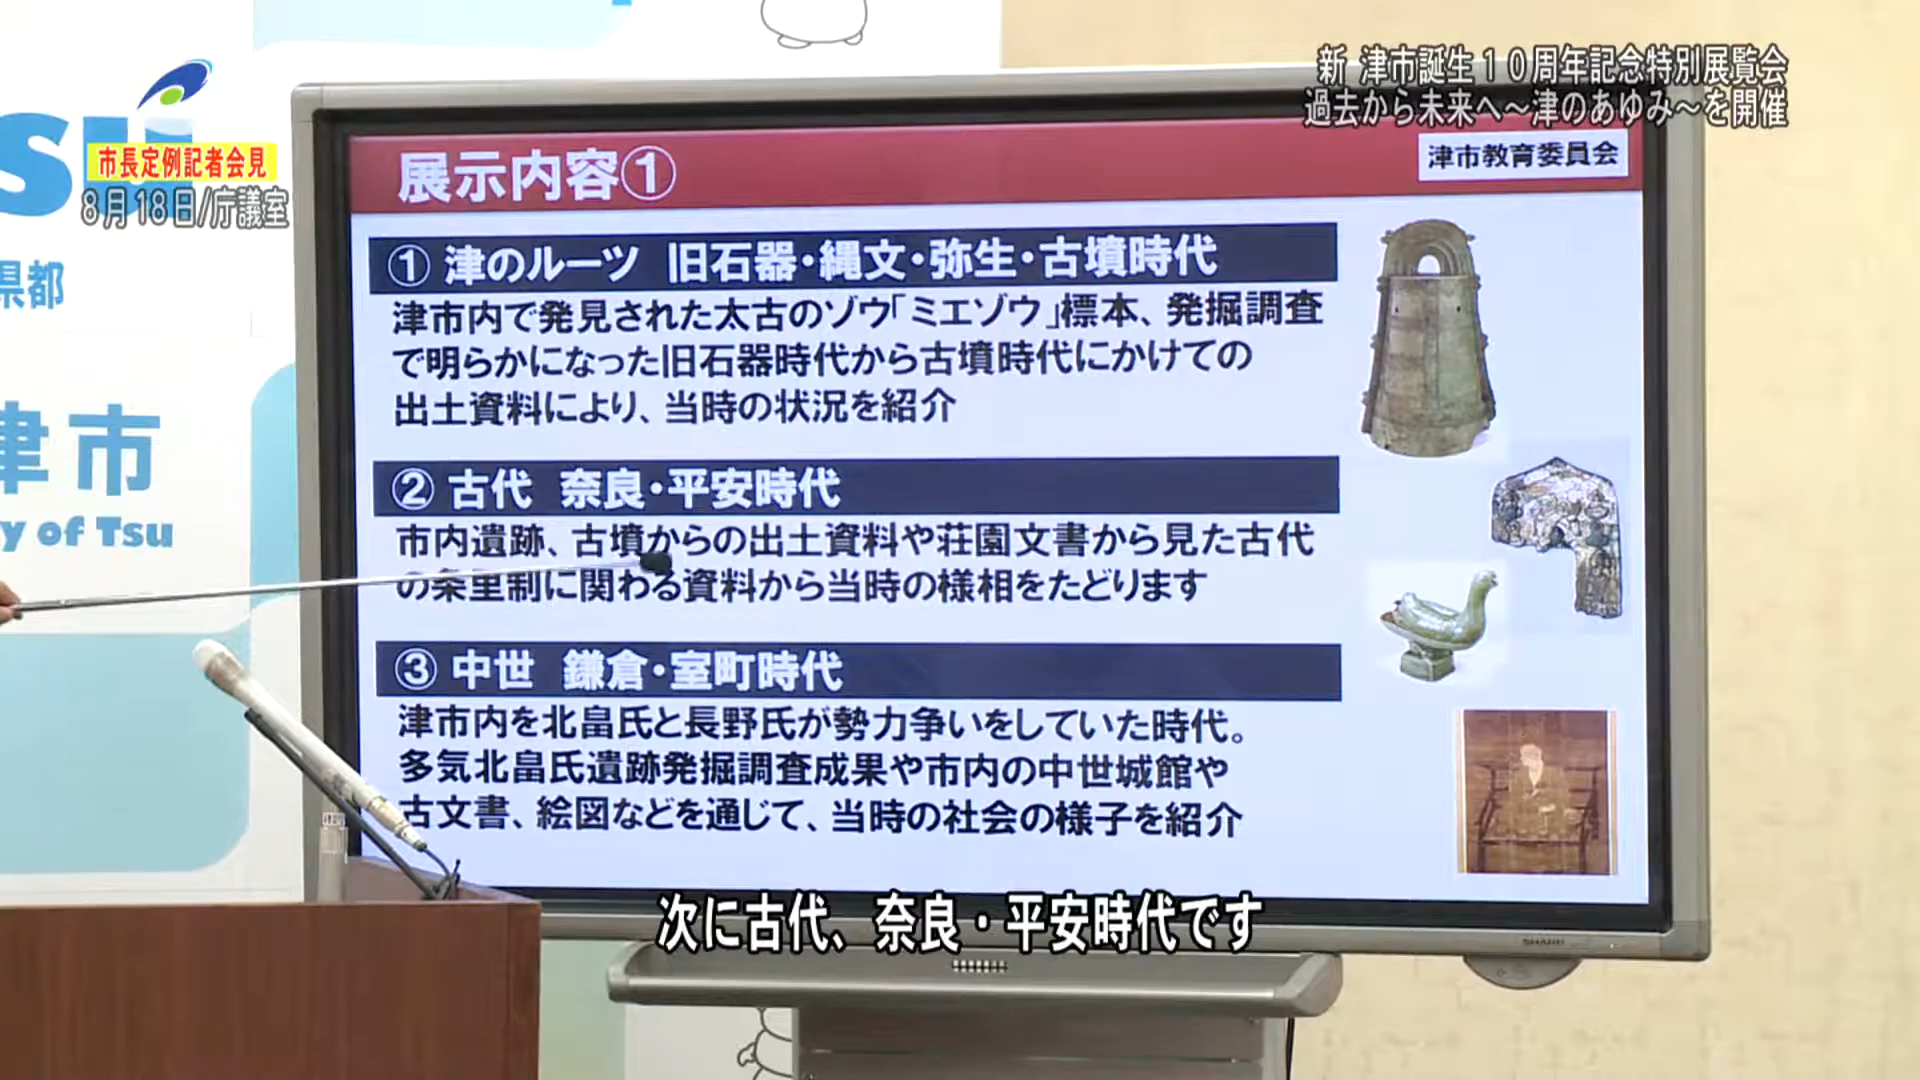 新 津市誕生10周年記念特別展覧会
過去から未来へ～津のあゆみ～を開催
市長定例記者会見
8月18日/庁議室
県都
津市
y of Tsu
展示内容①
津市教育委員会
① 津のルーツ 旧石器・縄文・弥生・古墳時代
津市内で発見された太古のゾウ「ミエゾウ」標本、発掘調査
で明らかになった旧石器時代から古墳時代にかけての
出土資料により、当時の状況を紹介
② 古代 奈良・平安時代
市内遺跡、古墳からの出土資料や荘園文書から見た古代
の条里制に関わる資料から当時の様相をたどります
③ 中世 鎌倉・室町時代
津市内を北畠氏と長野氏が勢力争いをしていた時代。
多気北畠氏遺跡発掘調査成果や市内の中世城館や
古文書、絵図などを通じて、当時の社会の様子を紹介
SHARP
次に古代、奈良・平安時代です